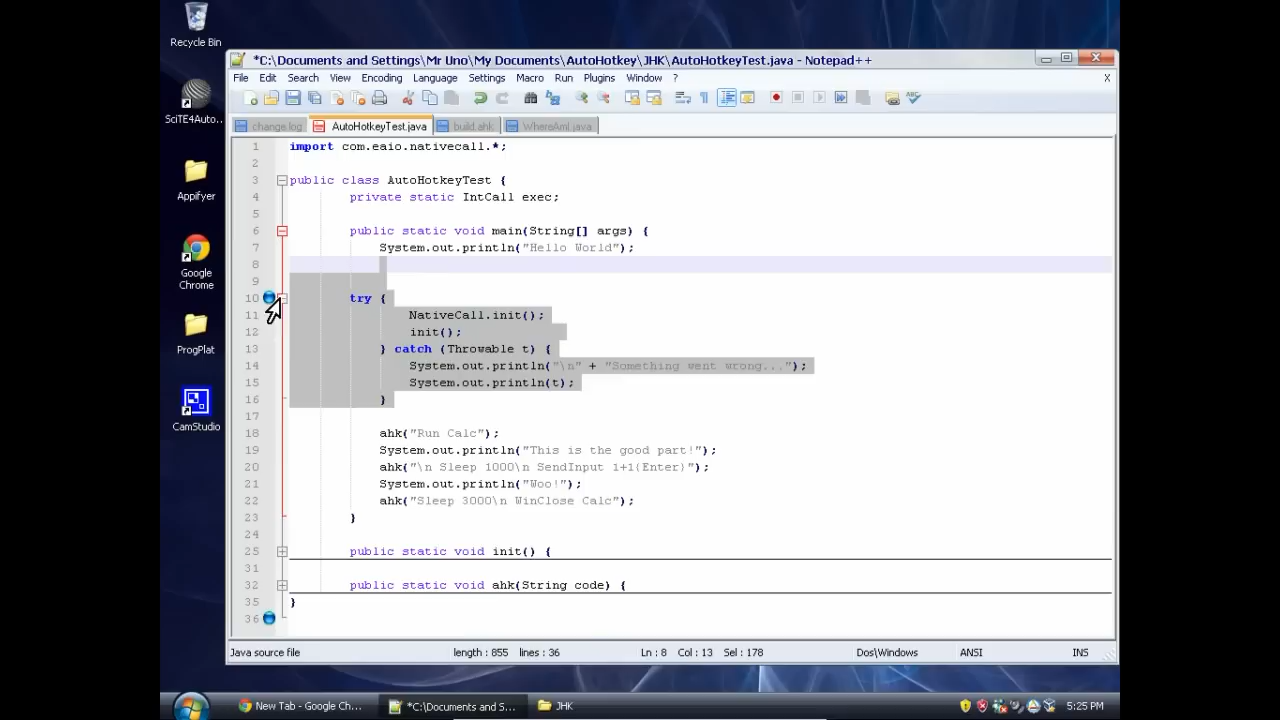 Recycle Bin
SciTE4Auto...
Appifyer
Google
Chrome
ProgPlat
CamStudio
*C:\Documents and Settings\Mr Uno\My Documents\AutoHotkey\JHK\AutoHotkeyTest.java - Notepad++
File Edit Search View Encoding Language Settings Macro Run Plugins Window ? X
change.log AutoHotkeyTest.java build.ahk WhereAmI.java
1 import com.eaio.nativecall.*;
2
3 public class AutoHotkeyTest {
4 private static IntCall exec;
5
6 public static void main(String[] args) {
7 System.out.println("Hello World");
8
9
10 try {
11 NativeCall.init();
12 init();
13 } catch (Throwable t) {
14 System.out.println("\n" + "Something went wrong...");
15 System.out.println(t);
16 }
17
18 ahk("Run Calc");
19 System.out.println("This is the good part!");
20 ahk("\n Sleep 1000\n SendInput 1+1{Enter}");
21 System.out.println("Woo!");
22 ahk("Sleep 3000\n WinClose Calc");
23 }
24
25 public static void init() {
31
32 public static void ahk(String code) {
35 }
36
Java source file length : 855 lines : 36 Ln : 8 Col : 13 Sel : 178 Dos\Windows ANSI INS
New Tab - Google Ch... *C:\Documents and S... JHK 5:25 PM